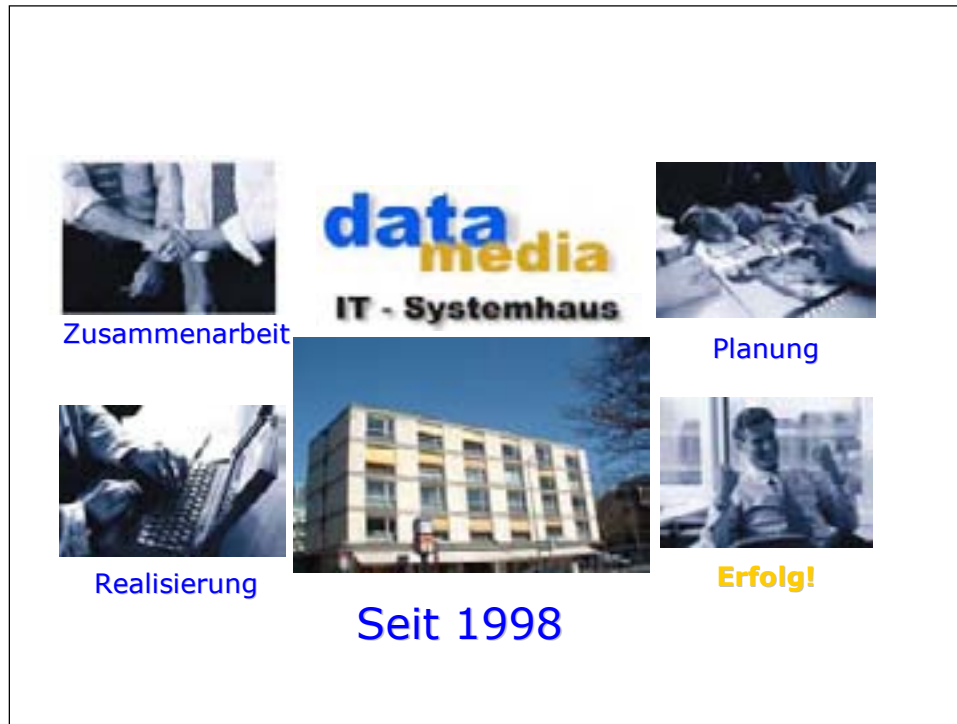 data
media
IT - Systemhaus
Zusammenarbeit
Planung
Realisierung
Erfolg!
Seit 1998